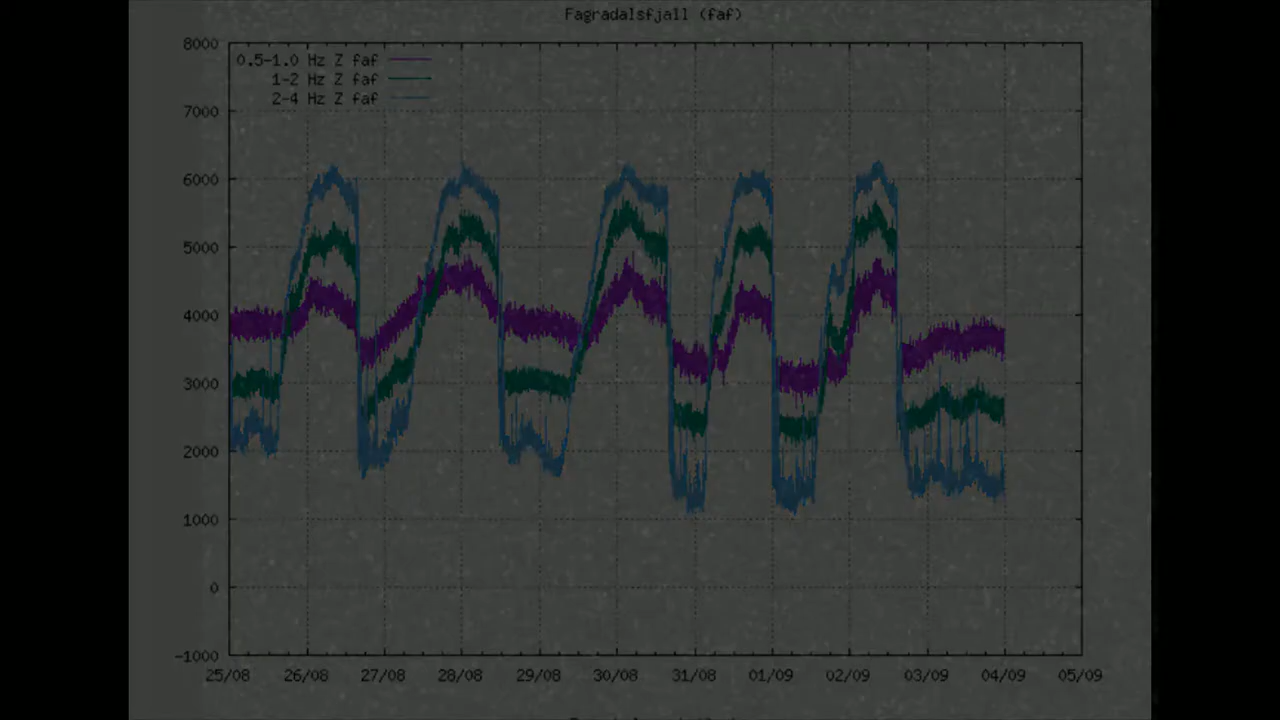 Fagradalsfjall (faf)
8000
0.5-1.0 Hz Z faf
1-2 Hz Z faf
2-4 Hz Z faf
7000
6000
5000
4000
3000
2000
1000
0
-1000
25/08 26/08 27/08 28/08 29/08 30/08 31/08 01/09 02/09 03/09 04/09 05/09